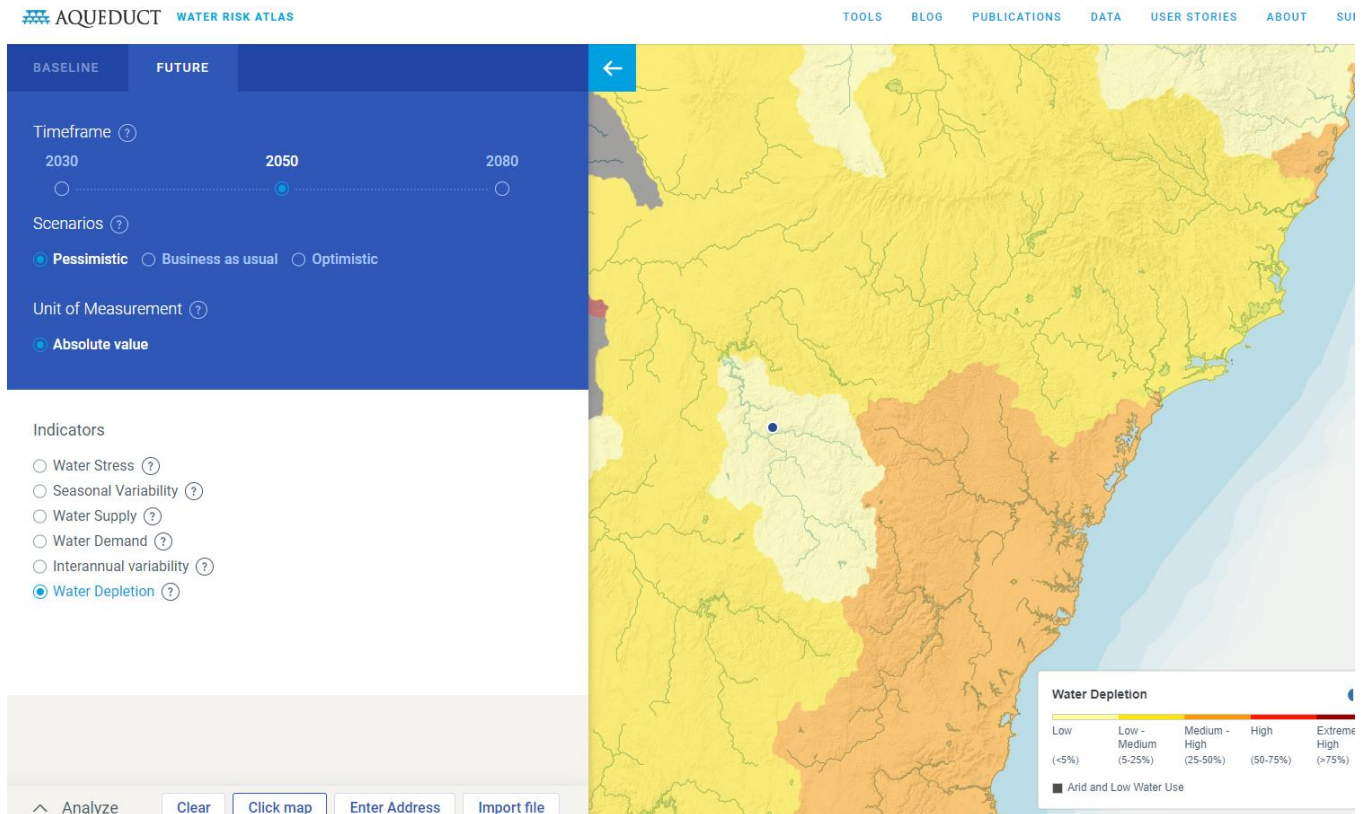 AQUEDUCT WATER RISK ATLAS
TOOLS BLOG PUBLICATIONS DATA USER STORIES ABOUT
BASELINE FUTURE
Timeframe ?
2030 2050 2080
Scenarios ?
Pessimistic Business as usual Optimistic
Unit of Measurement ?
Absolute value
Indicators
Water Stress ?
Seasonal Variability ?
Water Supply ?
Water Demand ?
Interannual variability ?
Water Depletion ?
Water Depletion
Low Low - Medium Medium - High High Extreme High
(<5%) (5-25%) (25-50%) (50-75%) (>75%)
Arid and Low Water Use
Analyze Clear Click map Enter Address Import file